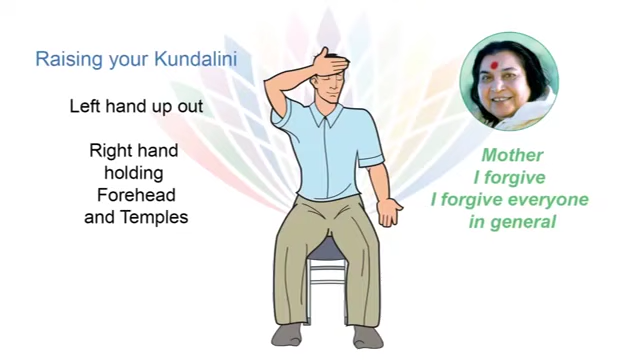 Raising your Kundalini
Left hand up out
Right hand
holding
Forehead
and Temples
Mother
I forgive
I forgive everyone
in general